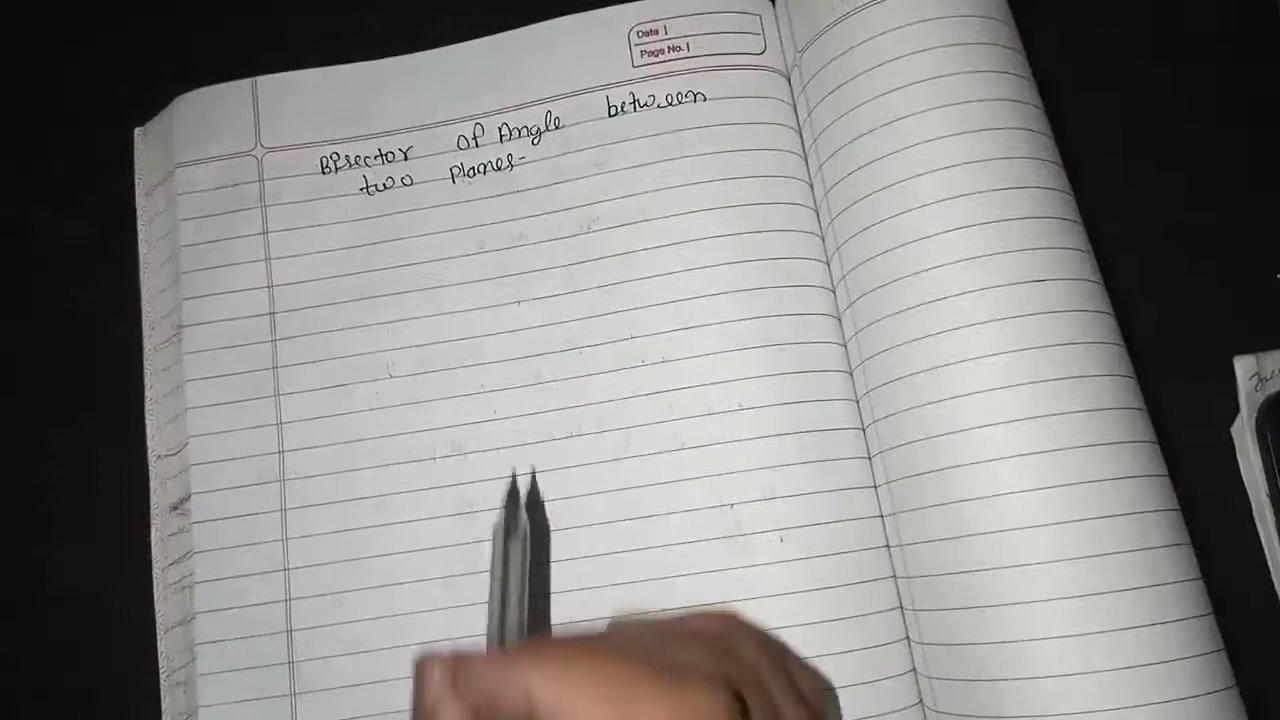 Date
Page No.
Bisector of Angle between
two planes-